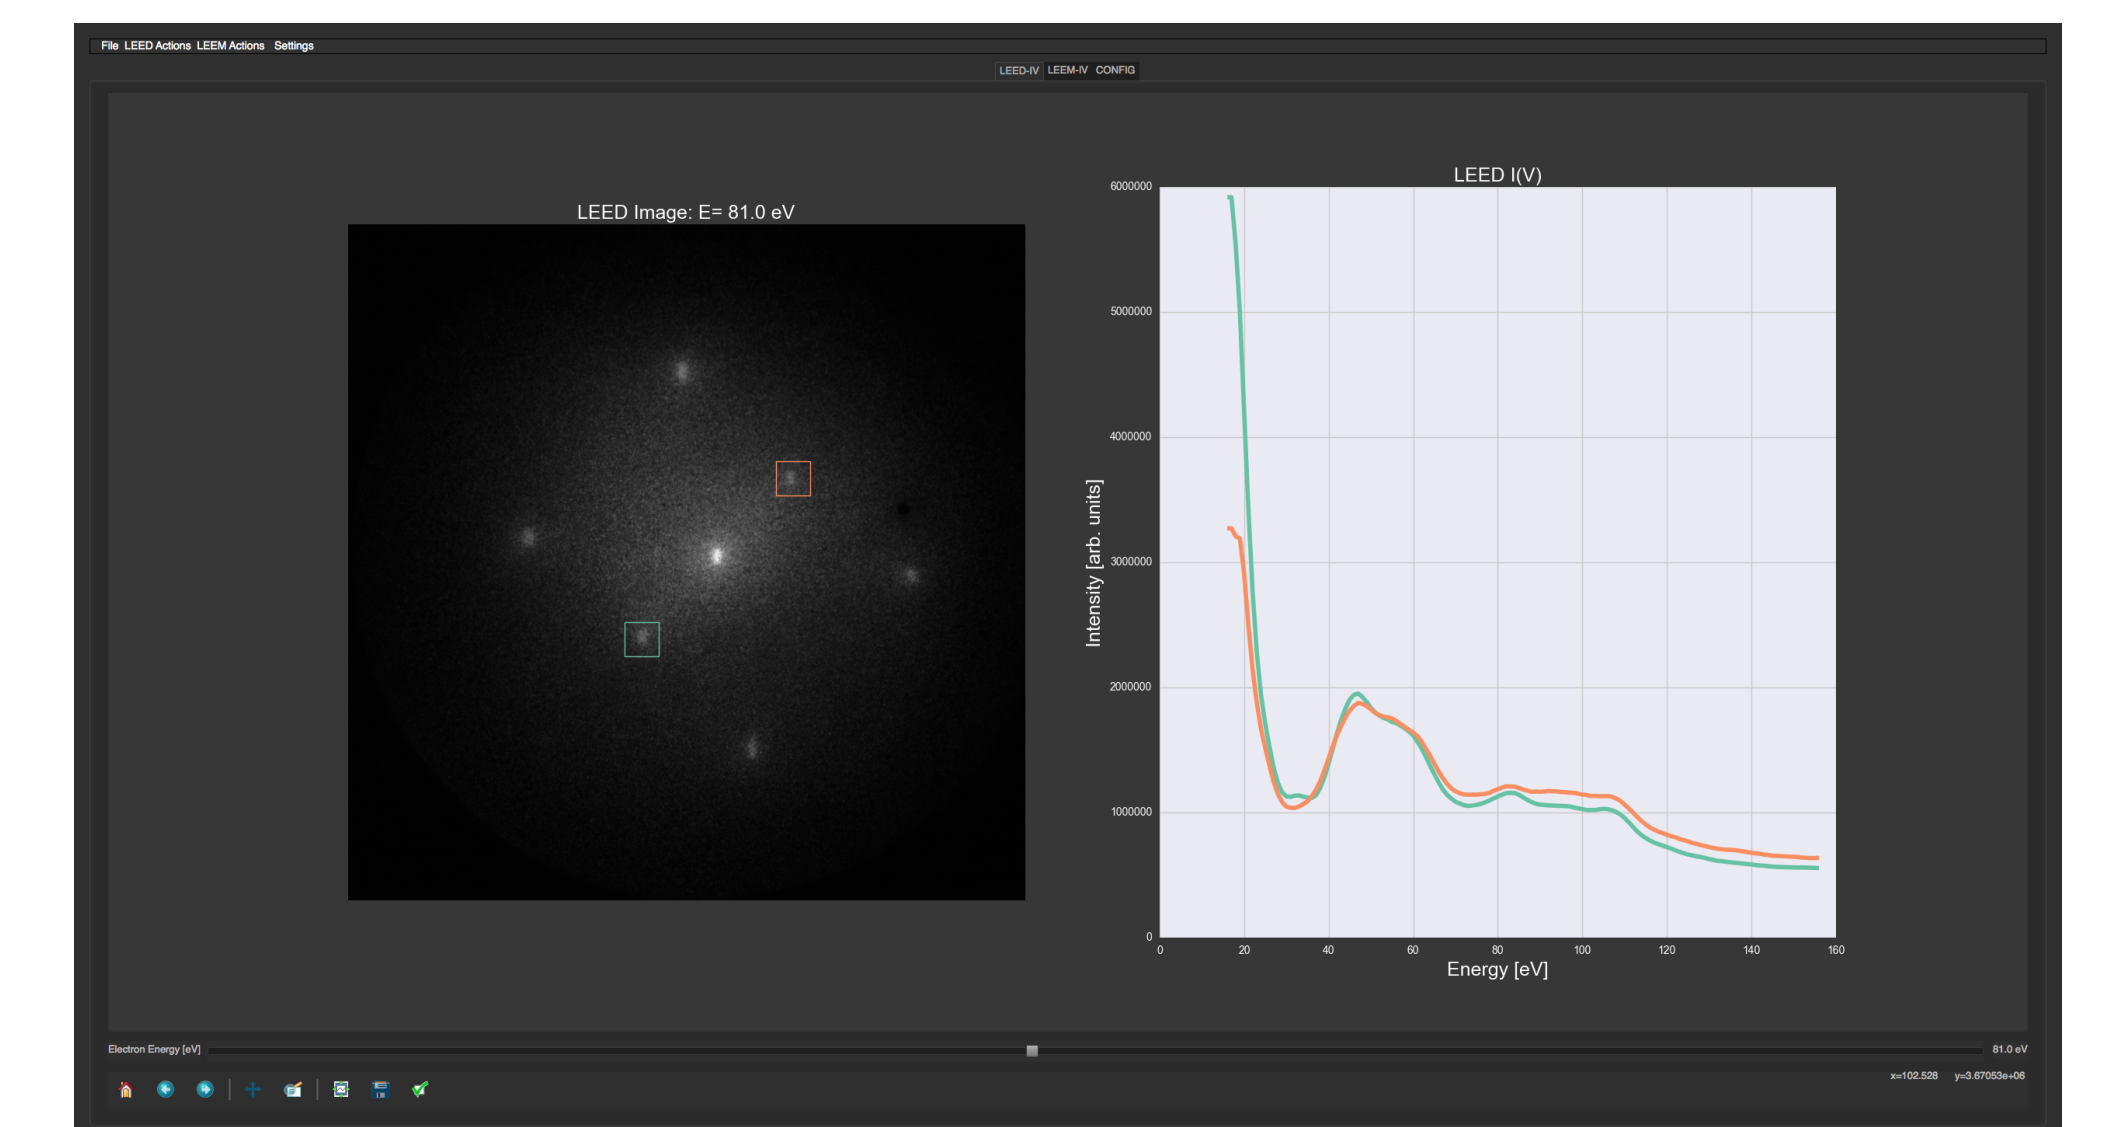 File LEED Actions LEEM Actions Settings
LEED-IV LEEM-IV CONFIG
LEED Image: E= 81.0 eV
LEED I(V)
6000000
5000000
4000000
3000000
2000000
1000000
0
Intensity [arb. units]
0 20 40 60 80 100 120 140 160
Energy [eV]
Electron Energy [eV]
81.0 eV
x=102.528 y=3.67053e+06